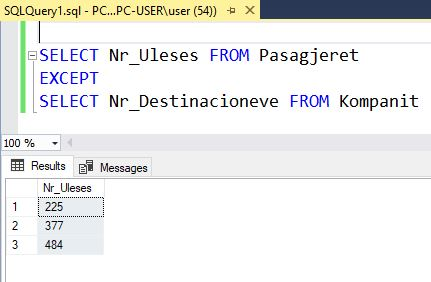 SQLQuery1.sql - PC...PC-USER\user (54))
SELECT Nr_Uleses FROM Pasagjeret
EXCEPT
SELECT Nr_Destinacioneve FROM Kompanit
100 %
Results Messages
Nr_Uleses
1 225
2 377
3 484